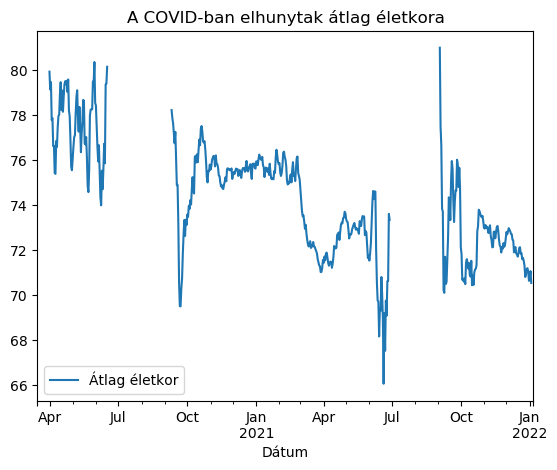 A COVID-ban elhunytak átlag életkora
80
78
76
74
72
70
68
66
Átlag életkor
Apr Jul Oct Jan Apr Jul Oct Jan
2021 2022
Dátum